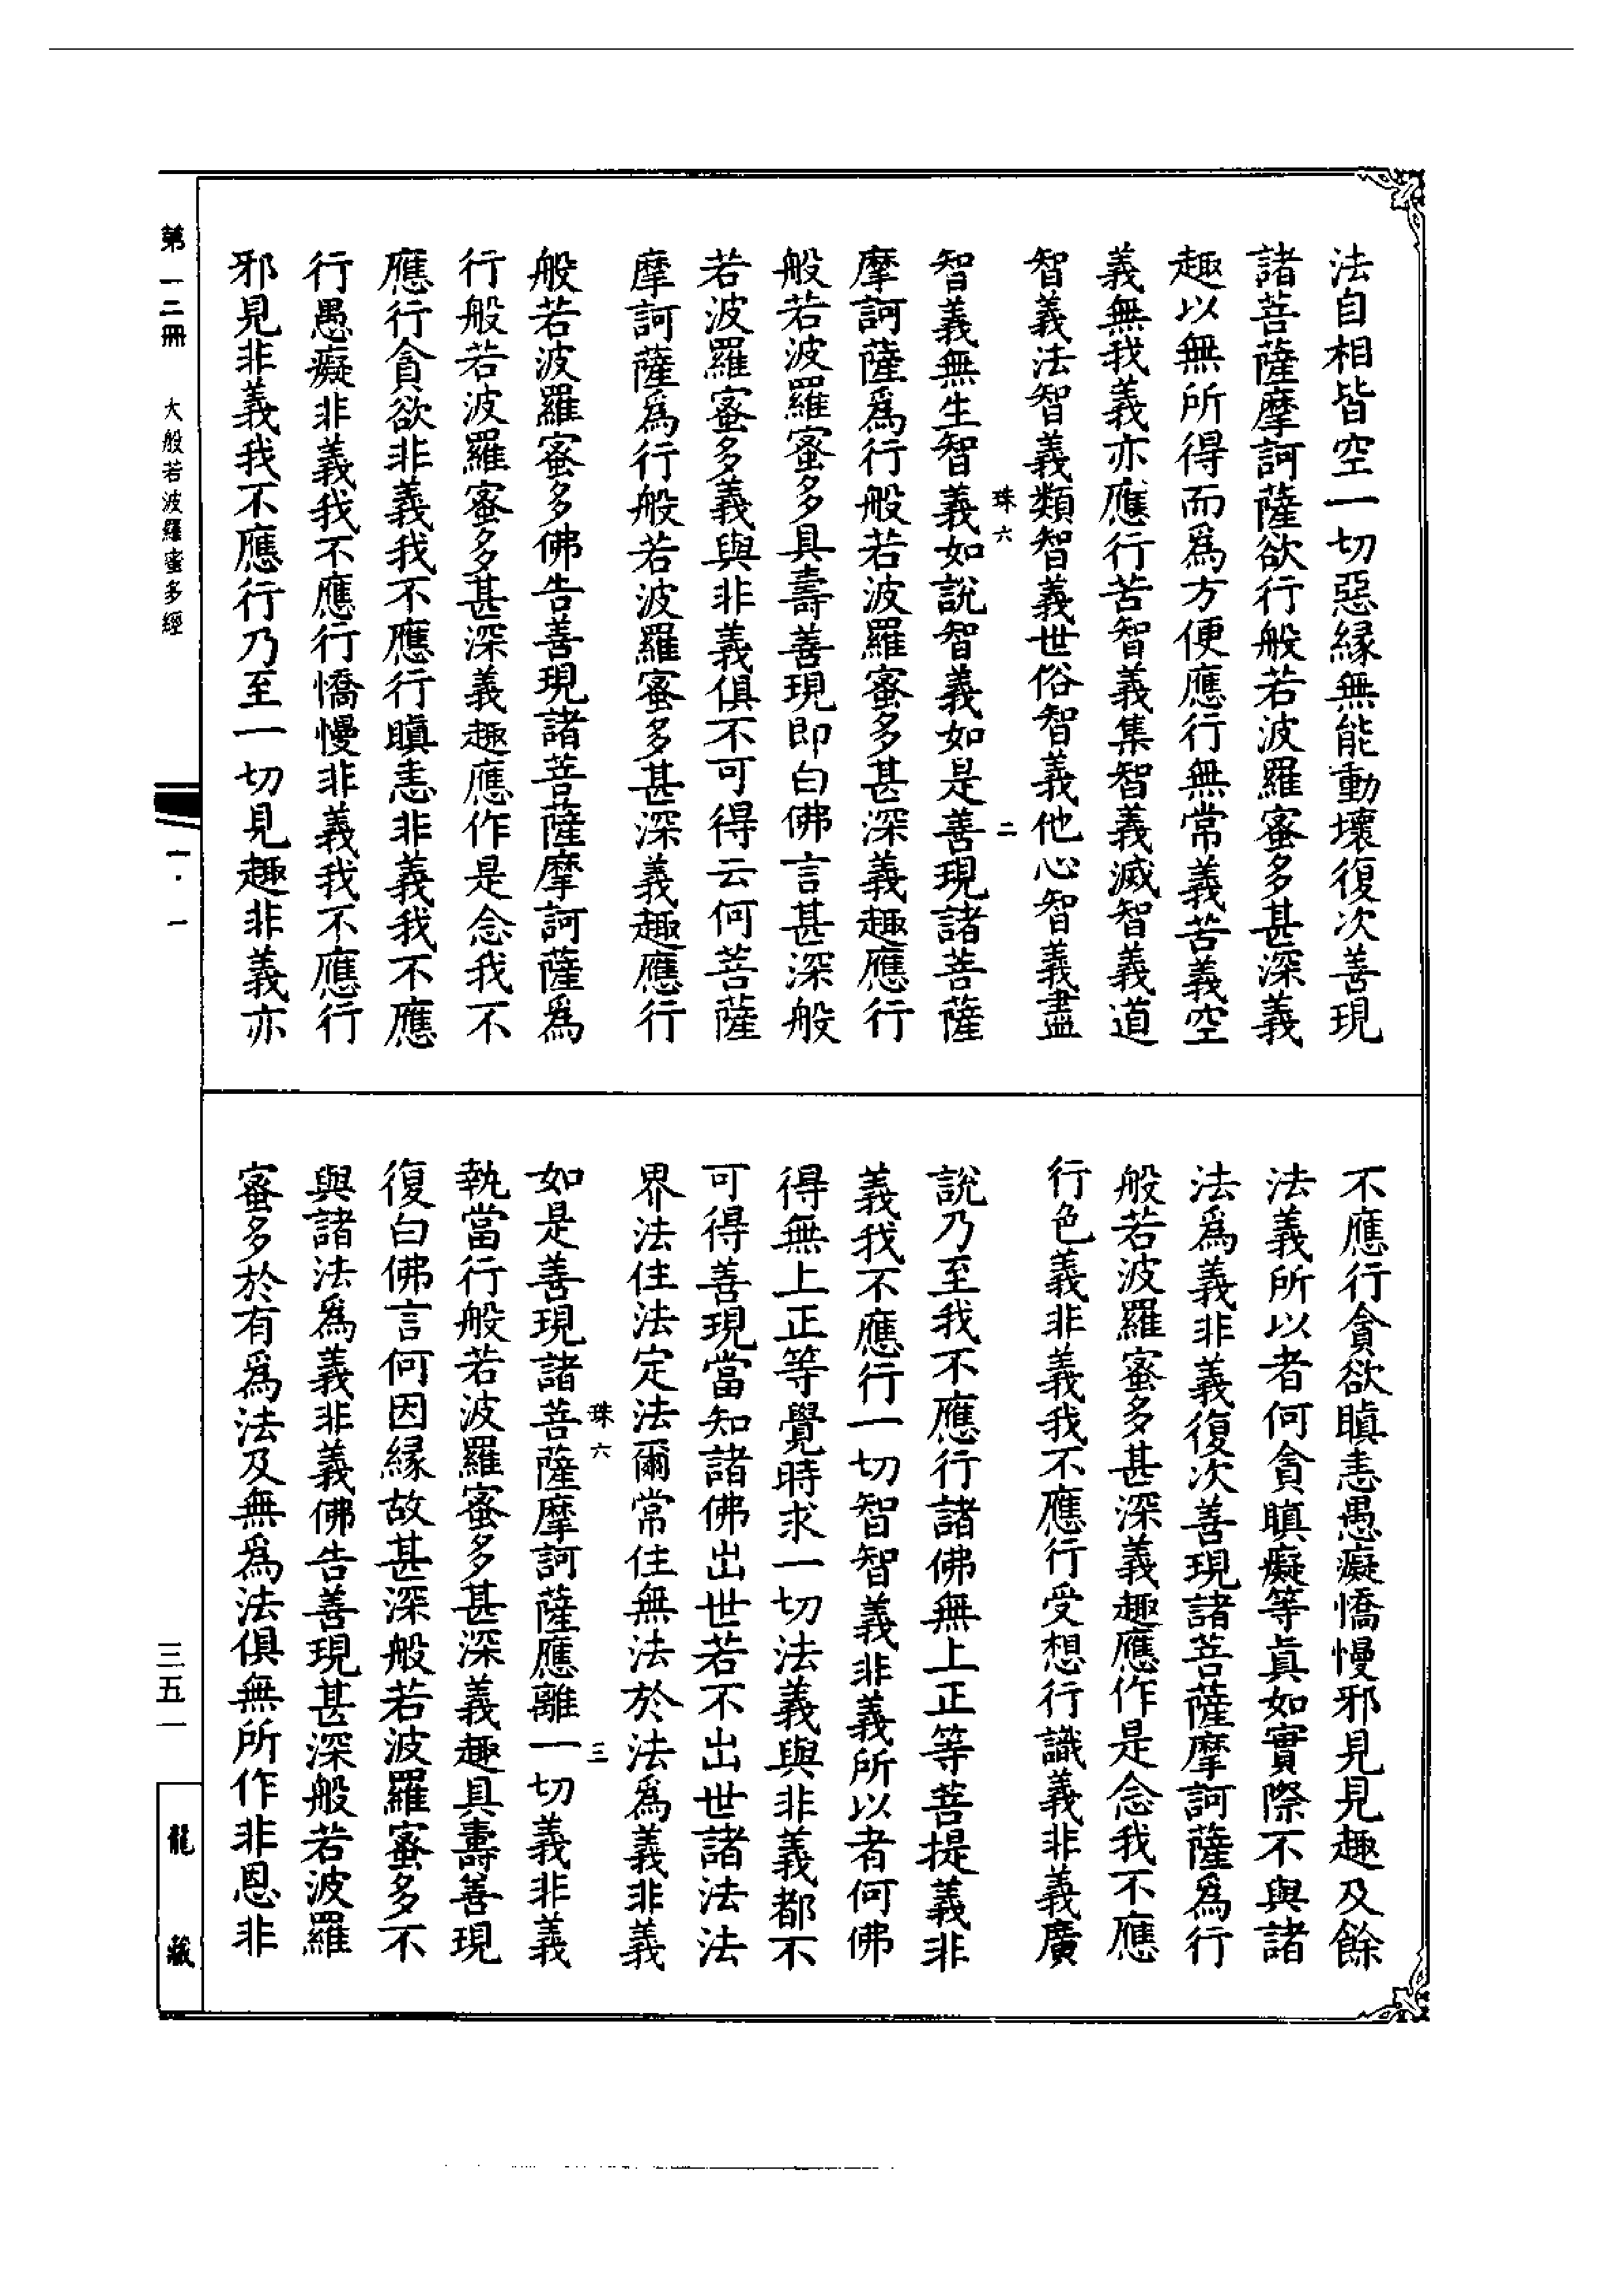 法自相皆空一切惡緣無能動壞復次善現
諸菩薩摩訶薩欲行般若波羅蜜多甚深義
趣以無所得而爲方便應行無常義苦義空
義無我義亦應行苦智義集智義滅智義道
智義法智義類智義世俗智義他心智義盡
珠六 二
智義無生智義如說智義如是善現諸菩薩
摩訶薩爲行般若波羅蜜多甚深義趣應行
般若波羅蜜多具壽善現即白佛言甚深般
若波羅蜜多義與非義俱不可得云何菩薩
摩訶薩爲行般若波羅蜜多甚深義趣應行
般若波羅蜜多佛告善現諸菩薩摩訶薩爲
行般若波羅蜜多甚深義趣應作是念我不
應行貪欲非義我不應行瞋恚非義我不應
行愚癡非義我不應行憍慢非義我不應行
邪見非義我不應行乃至一切見趣非義亦
不應行貪欲瞋恚愚癡憍慢邪見見趣及餘
法義所以者何貪瞋癡等眞如實際不與諸
法爲義非義復次善現諸菩薩摩訶薩爲行
般若波羅蜜多甚深義趣應作是念我不應
行色義非義我不應行受想行識義非義廣
說乃至我不應行諸佛無上正等菩提義非
義我不應行一切智智義非義所以者何佛
得無上正等覺時求一切法義與非義都不
可得善現當知諸佛出世若不出世諸法法
界法住法定法爾常住無法於法爲義非義
珠六 三
如是善現諸菩薩摩訶薩應離一切義非義
執當行般若波羅蜜多甚深義趣具壽善現
復白佛言何因緣故甚深般若波羅蜜多不
與諸法爲義非義佛告善現甚深般若波羅
蜜多於有爲法及無爲法俱無所作非恩非
第一二冊 大般若波羅蜜多經 一·一
三五一
龍藏